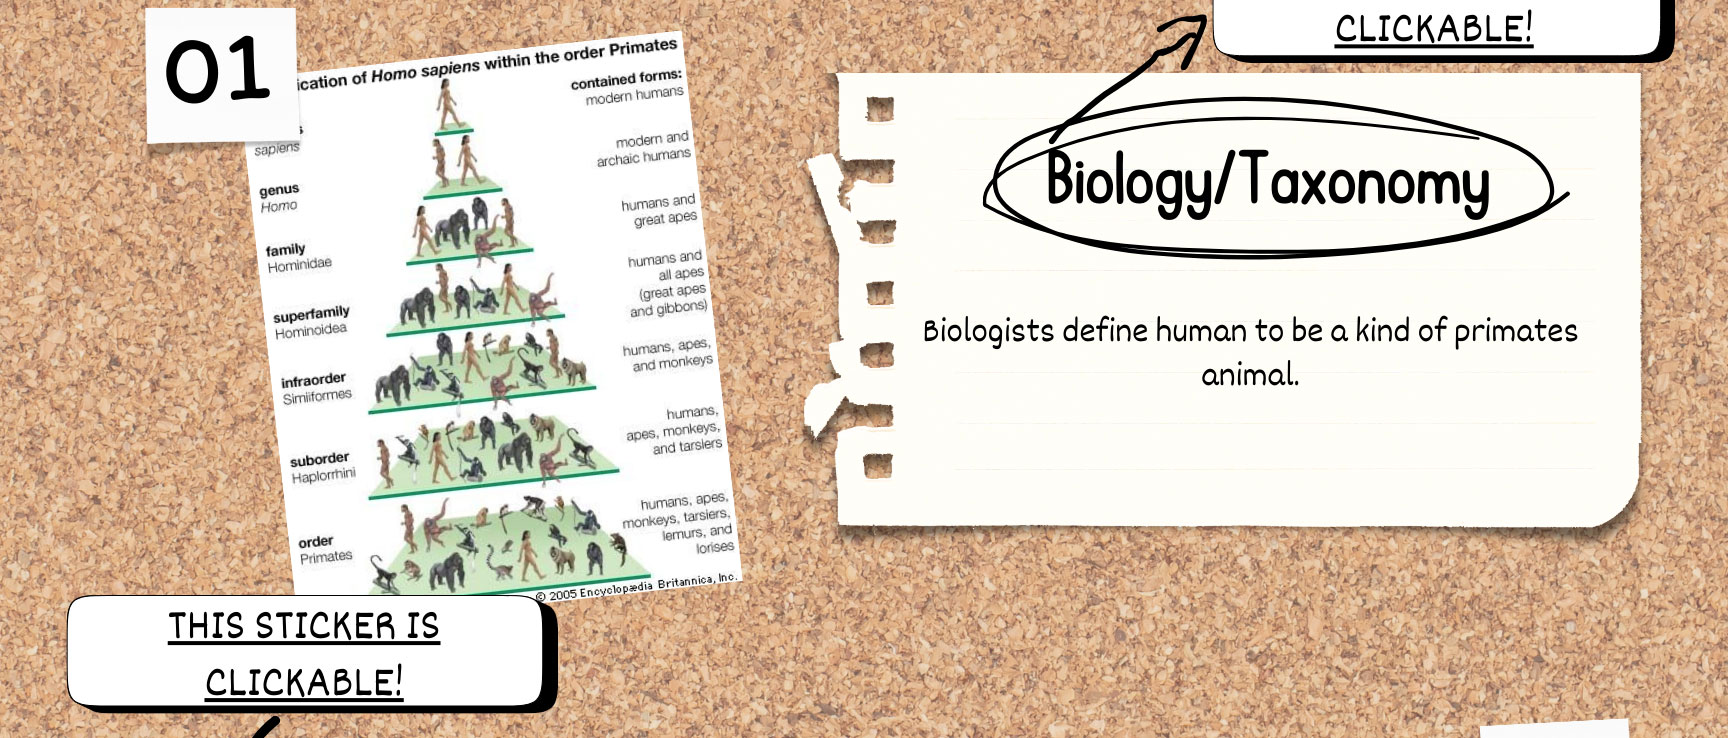 CLICKABLE!
01
ication of Homo sapiens within the order Primates
contained forms:
modern humans
sapiens
modern and
archaic humans
genus
Homo
humans and
great apes
family
Hominidae
humans and
all apes
(great apes
and gibbons)
superfamily
Hominoidea
humans, apes,
and monkeys
infraorder
Simiiformes
humans,
apes, monkeys,
and tarsiers
suborder
Haplorrhini
humans, apes,
monkeys, tarsiers,
lemurs, and
lorises
order
Primates
© 2005 Encyclopædia Britannica, Inc.
Biology/Taxonomy
Biologists define human to be a kind of primates
animal.
THIS STICKER IS
CLICKABLE!